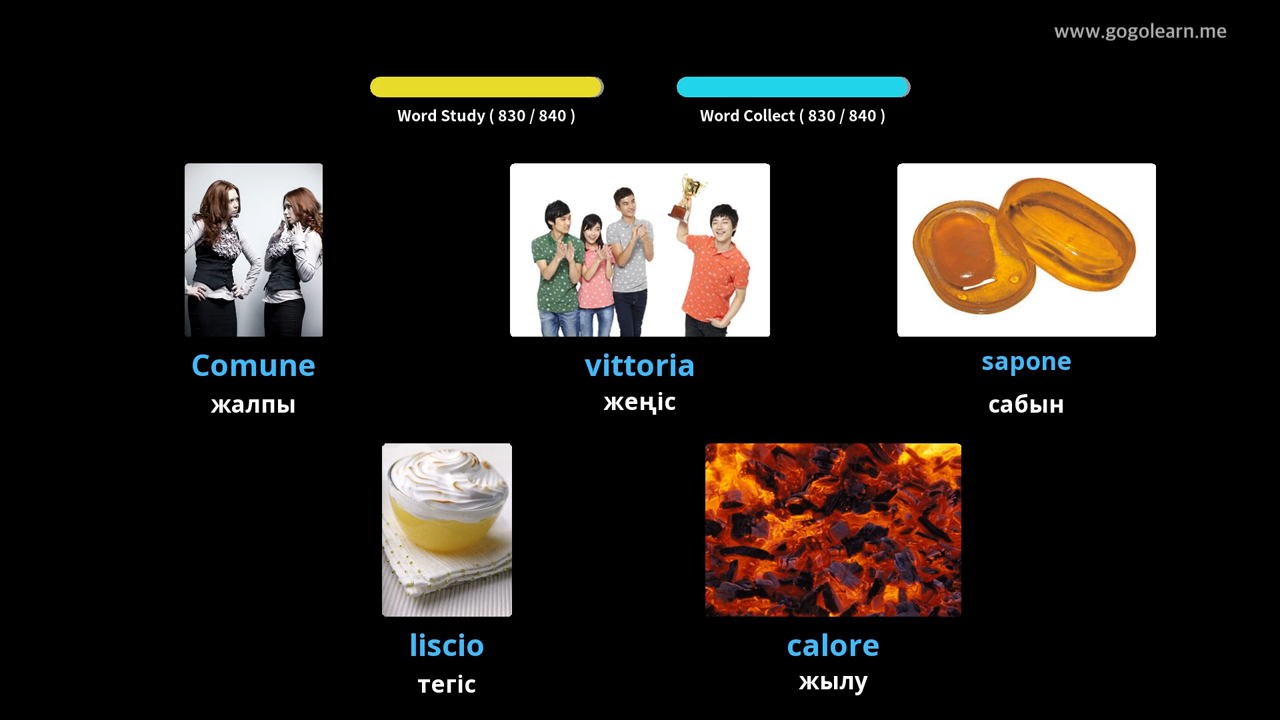 www.gogolearn.me
Word Study ( 830 / 840 )
Word Collect ( 830 / 840 )
Comune
жалпы
vittoria
жеңіс
sapone
сабын
liscio
тегіс
calore
жылу